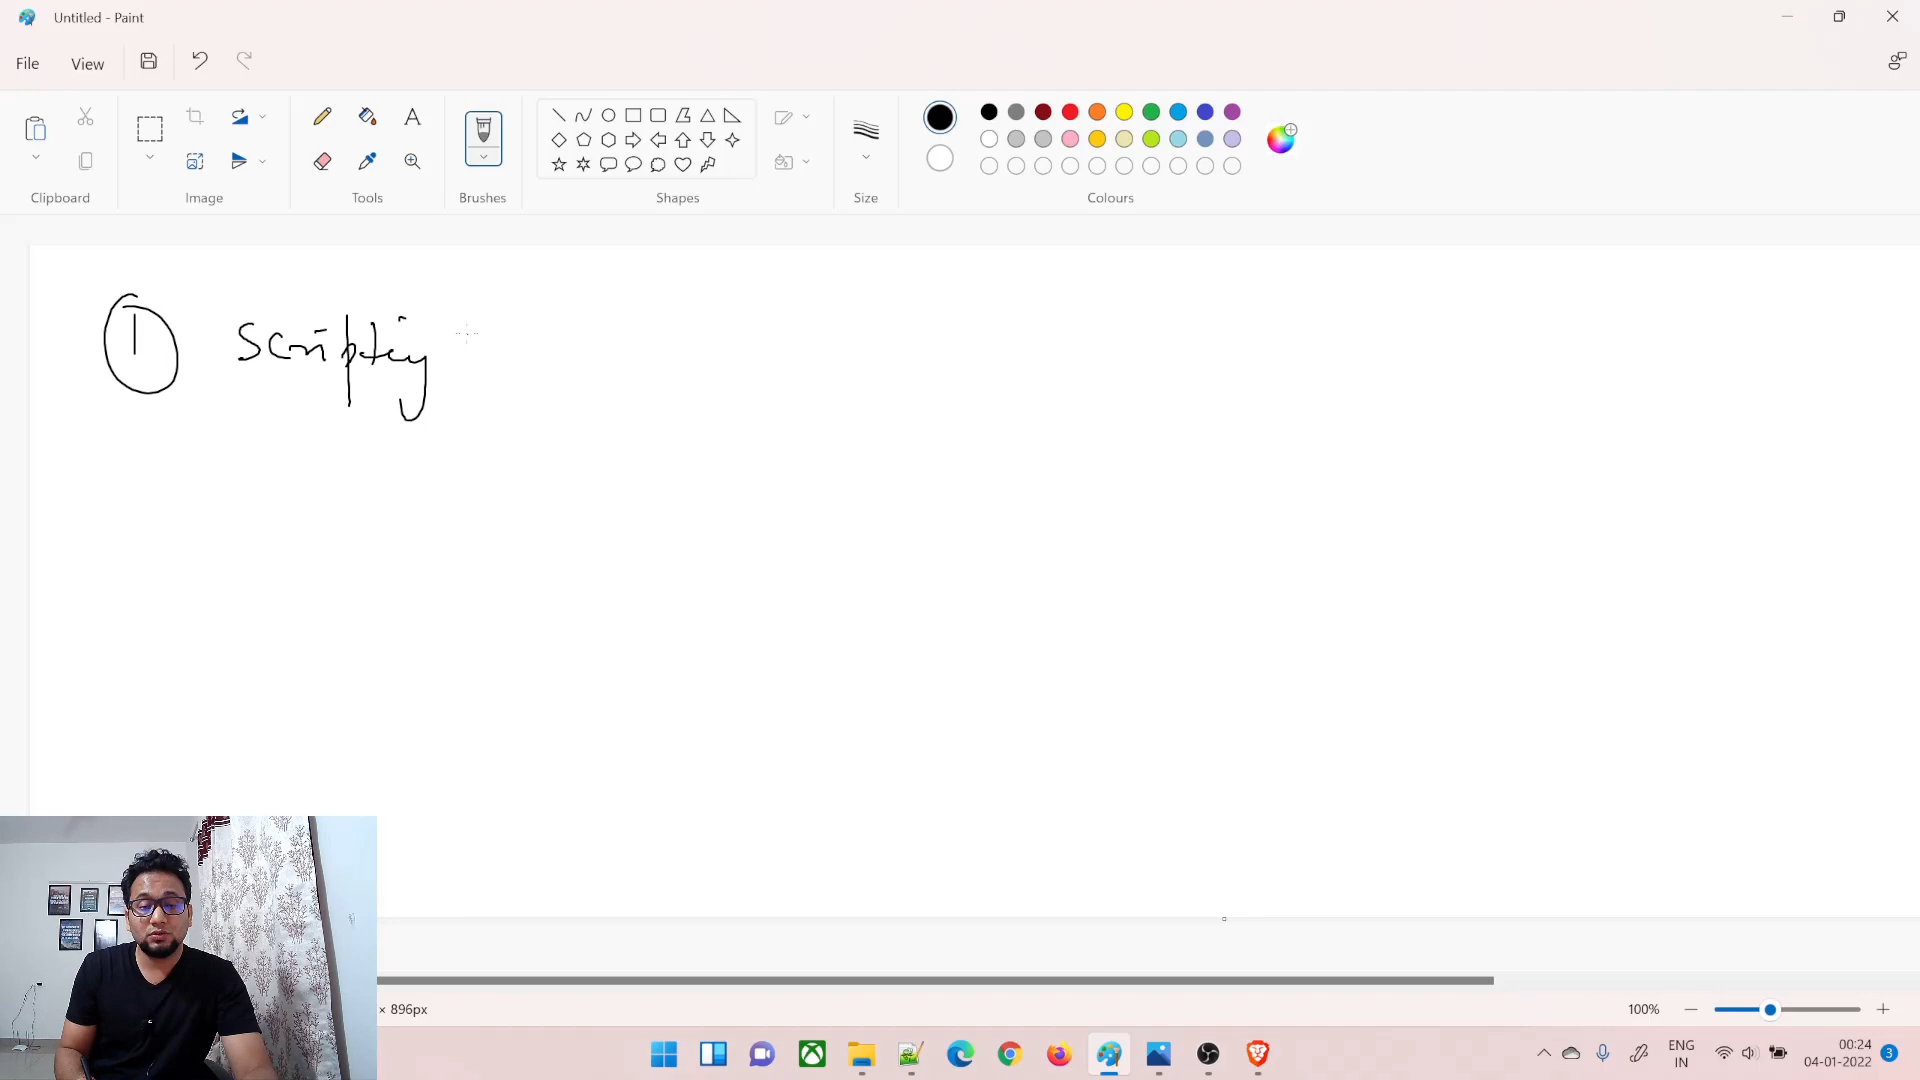 Untitled - Paint
File View
Clipboard Image Tools Brushes Shapes Size Colours
1 Scripting
× 896px 100%
ENG 00:24
IN 04-01-2022 3